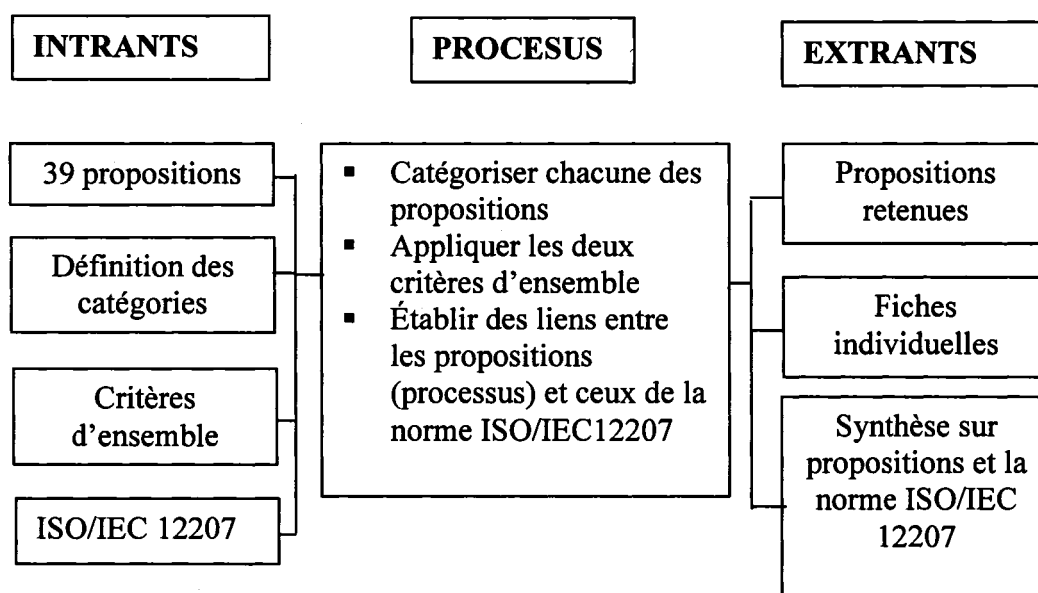 INTRANTS
PROCESUS
EXTRANTS
39 propositions
Définition des
catégories
Critères
d’ensemble
ISO/IEC 12207
▪ Catégoriser chacune des
propositions
▪ Appliquer les deux
critères d’ensemble
▪ Établir des liens entre
les propositions
(processus) et ceux de la
norme ISO/IEC12207
Propositions
retenues
Fiches
individuelles
Synthèse sur
propositions et la
norme ISO/IEC
12207